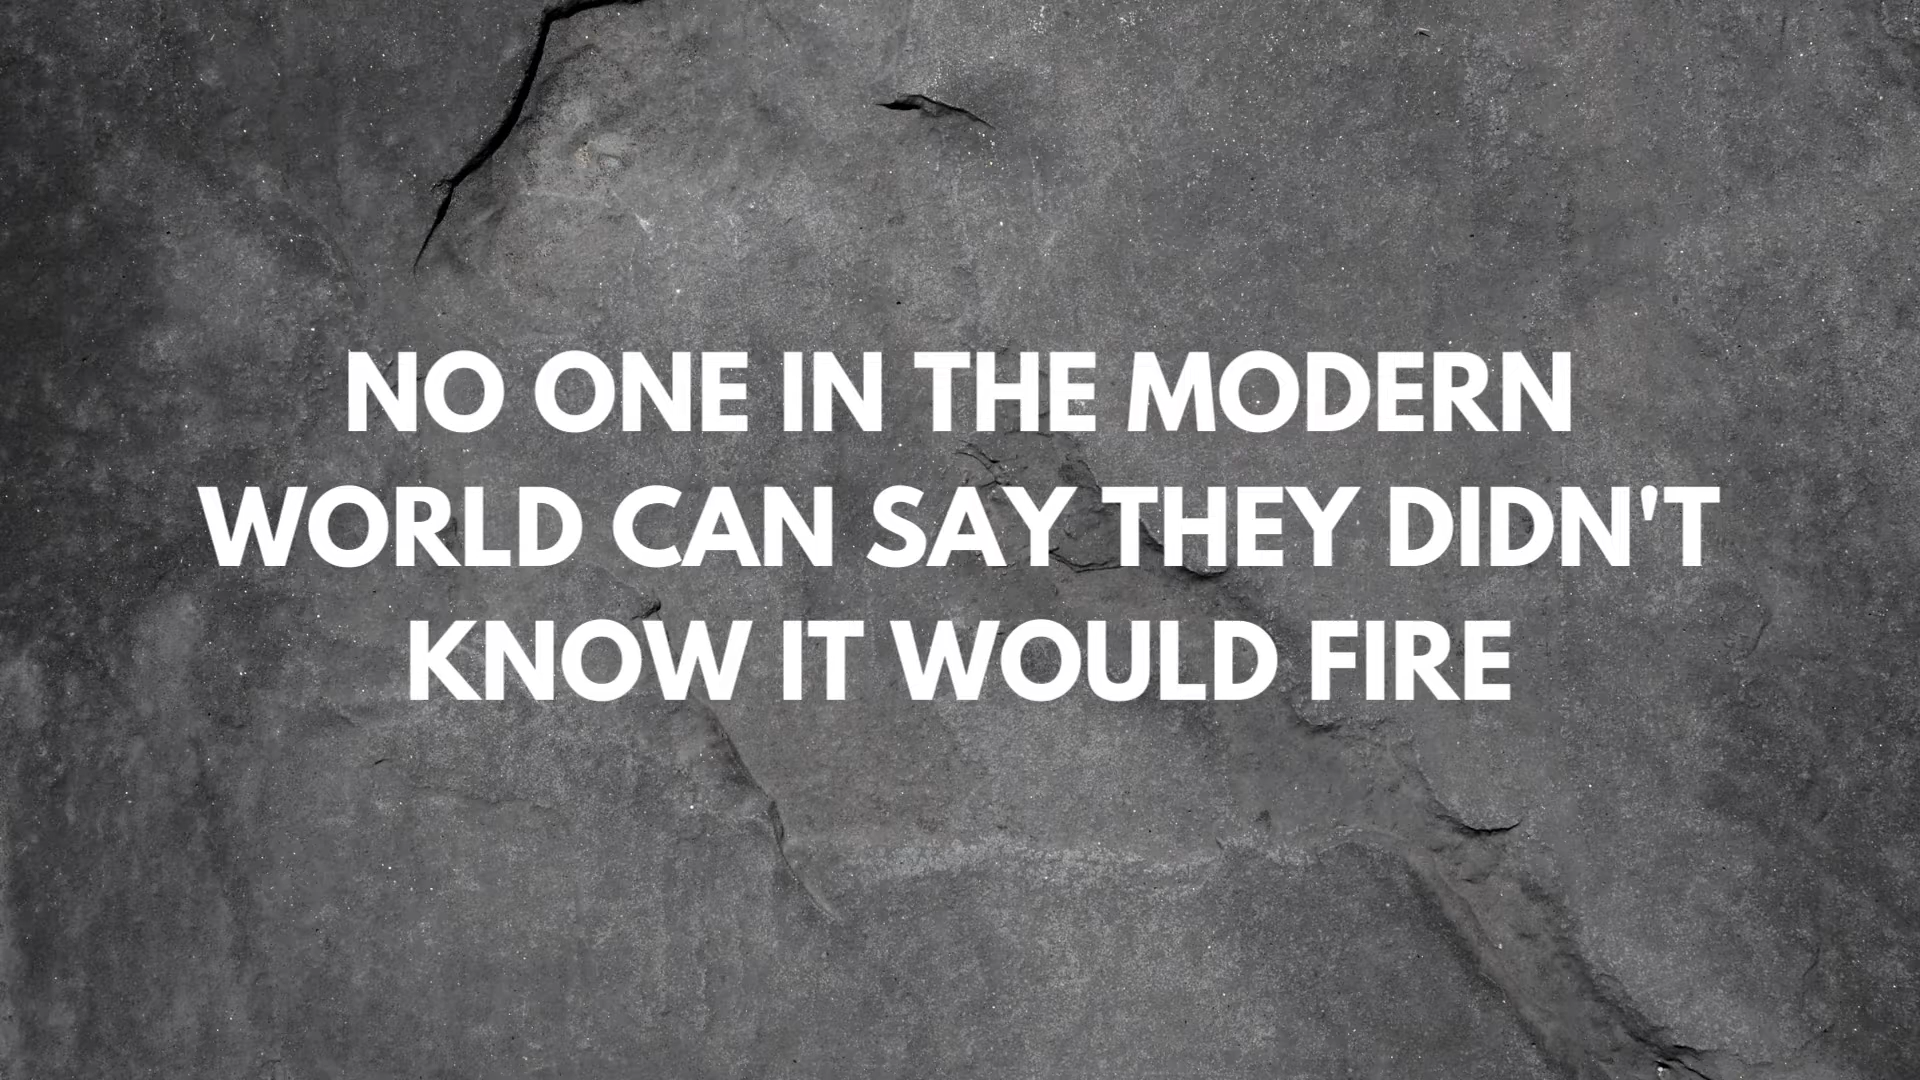 NO ONE IN THE MODERN
WORLD CAN SAY THEY DIDN'T
KNOW IT WOULD FIRE